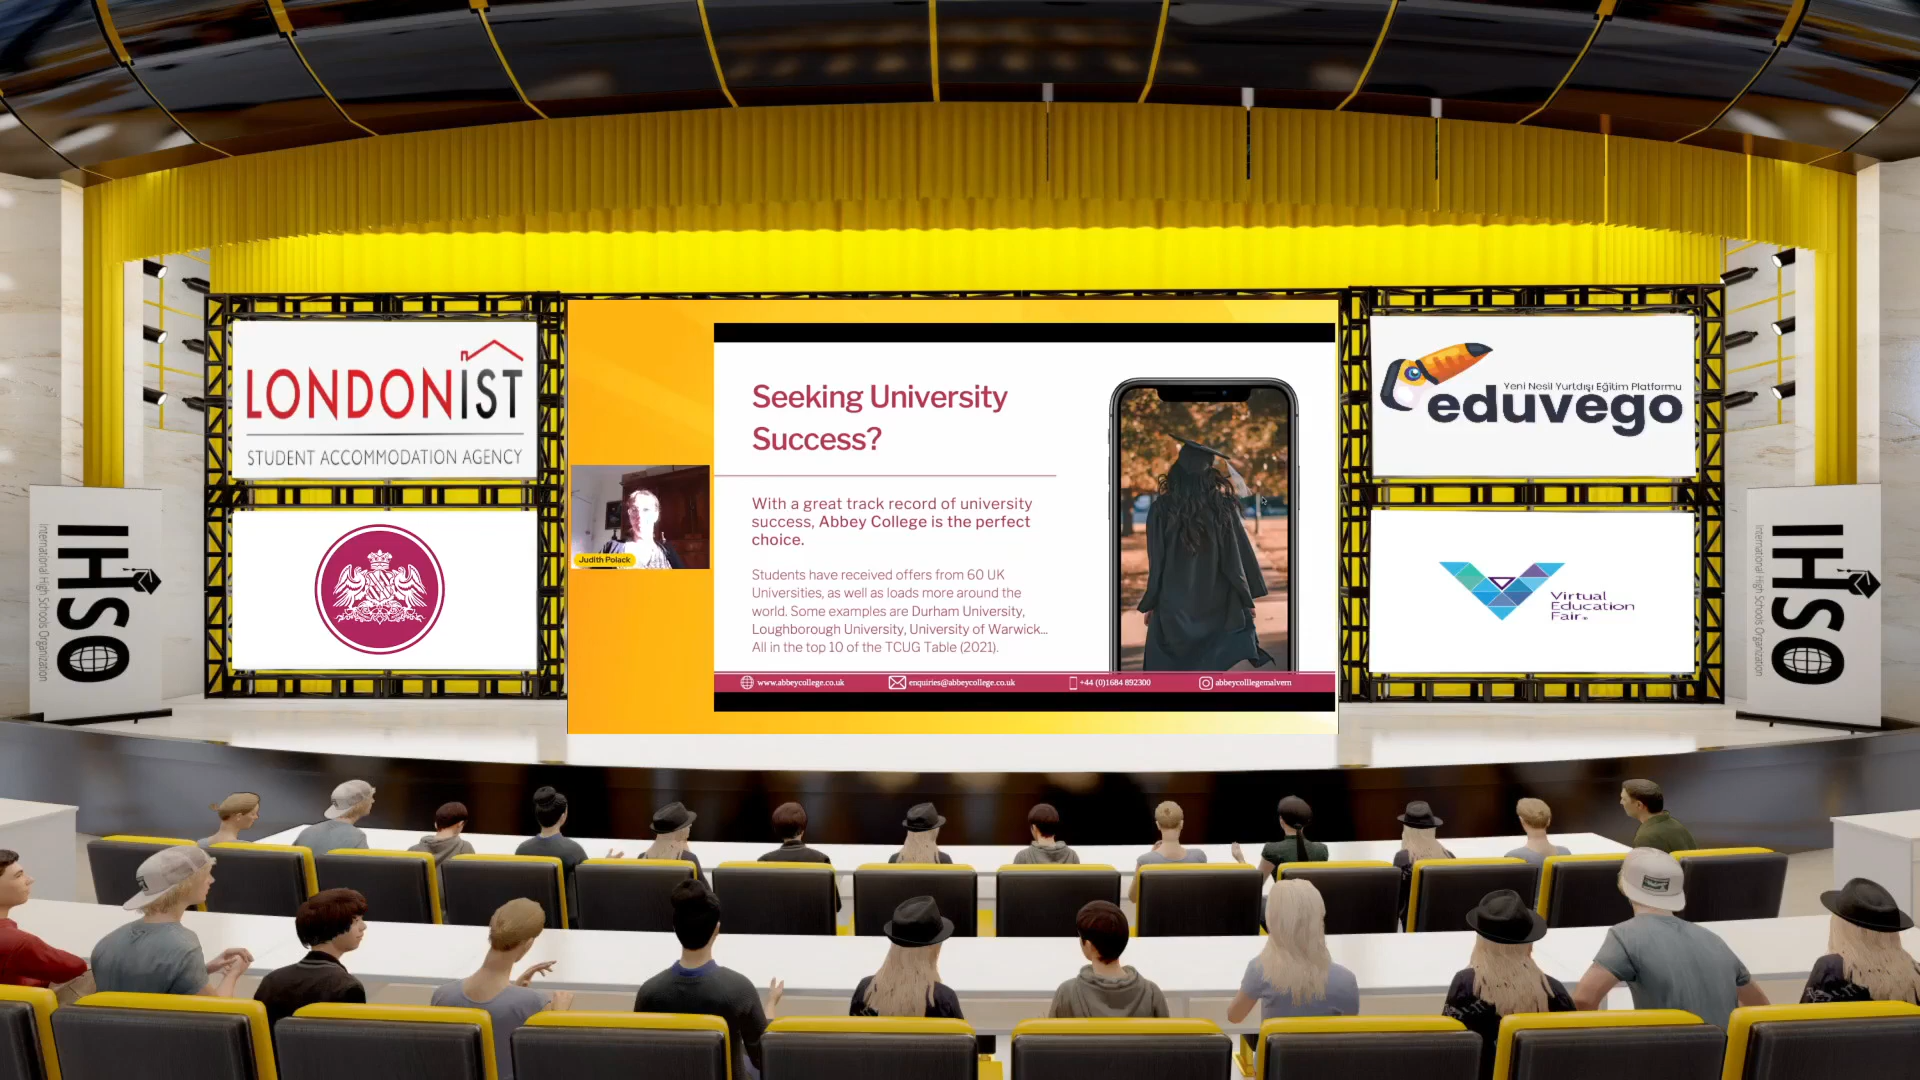 LONDONIST
STUDENT ACCOMMODATION AGENCY
Seeking University
Success?
With a great track record of university
success, Abbey College is the perfect
choice.
Students have received offers from 60 UK
Universities, as well as loads more around the
world. Some examples are Durham University,
Loughborough University, University of Warwick...
All in the top 10 of the TCUG Table (2021).
www.abbeycollege.co.uk
enquiries@abbeycollege.co.uk
+44 (0)1684 892300
abbeycolllegemalvern
Judith Polack
Yeni Nesil Yurtdışı Eğitim Platformu
eduvego
Virtual
Education
Fair
IHSO
International High Schools Organization
IHSO
International High Schools Organization